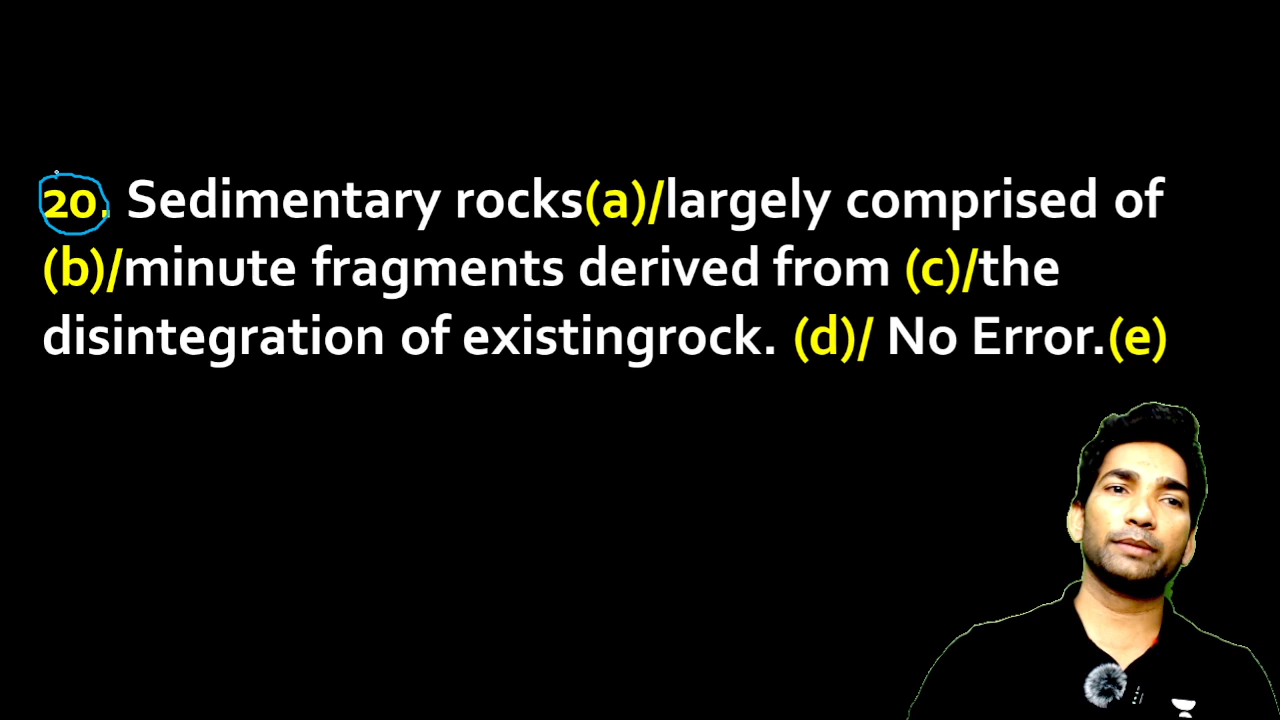 20. Sedimentary rocks(a)/largely comprised of
(b)/minute fragments derived from (c)/the
disintegration of existingrock. (d)/ No Error.(e)